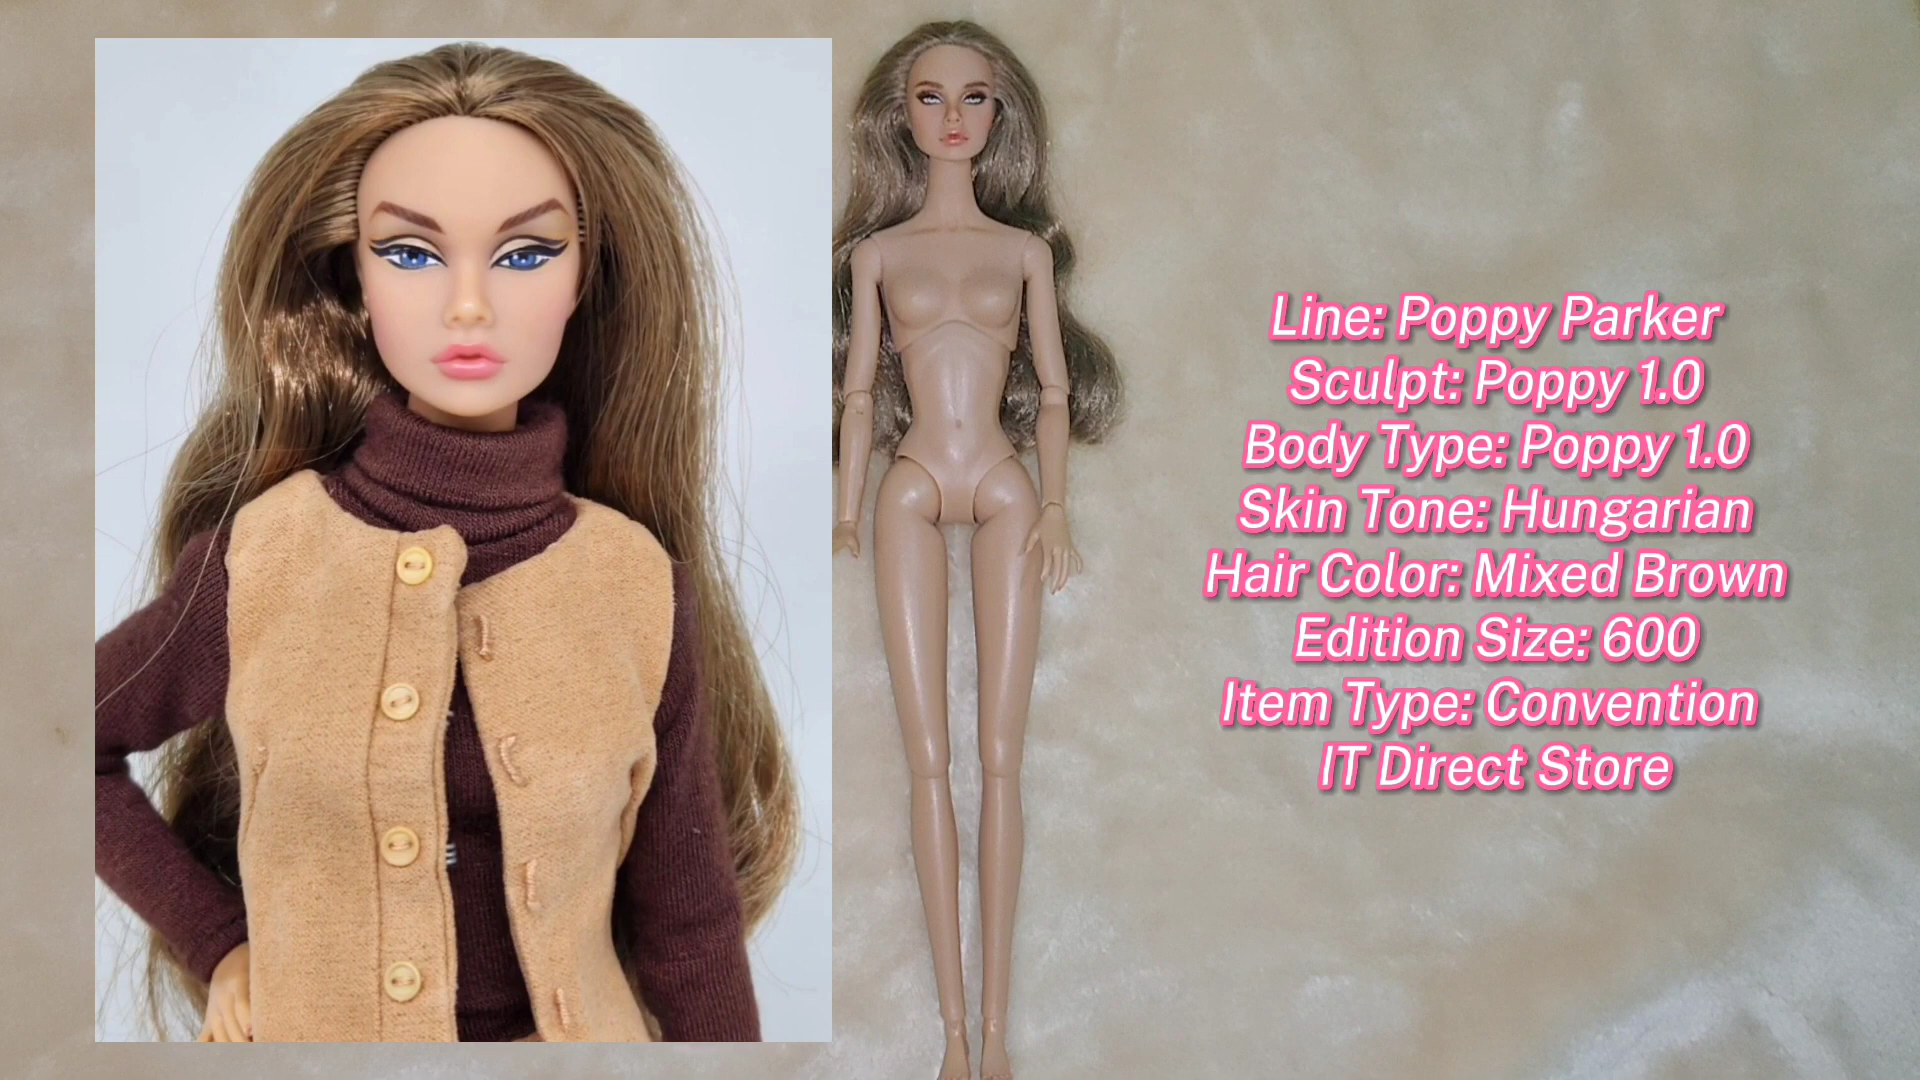 Line: Poppy Parker
Sculpt: Poppy 1.0
Body Type: Poppy 1.0
Skin Tone: Hungarian
Hair Color: Mixed Brown
Edition Size: 600
Item Type: Convention
IT Direct Store